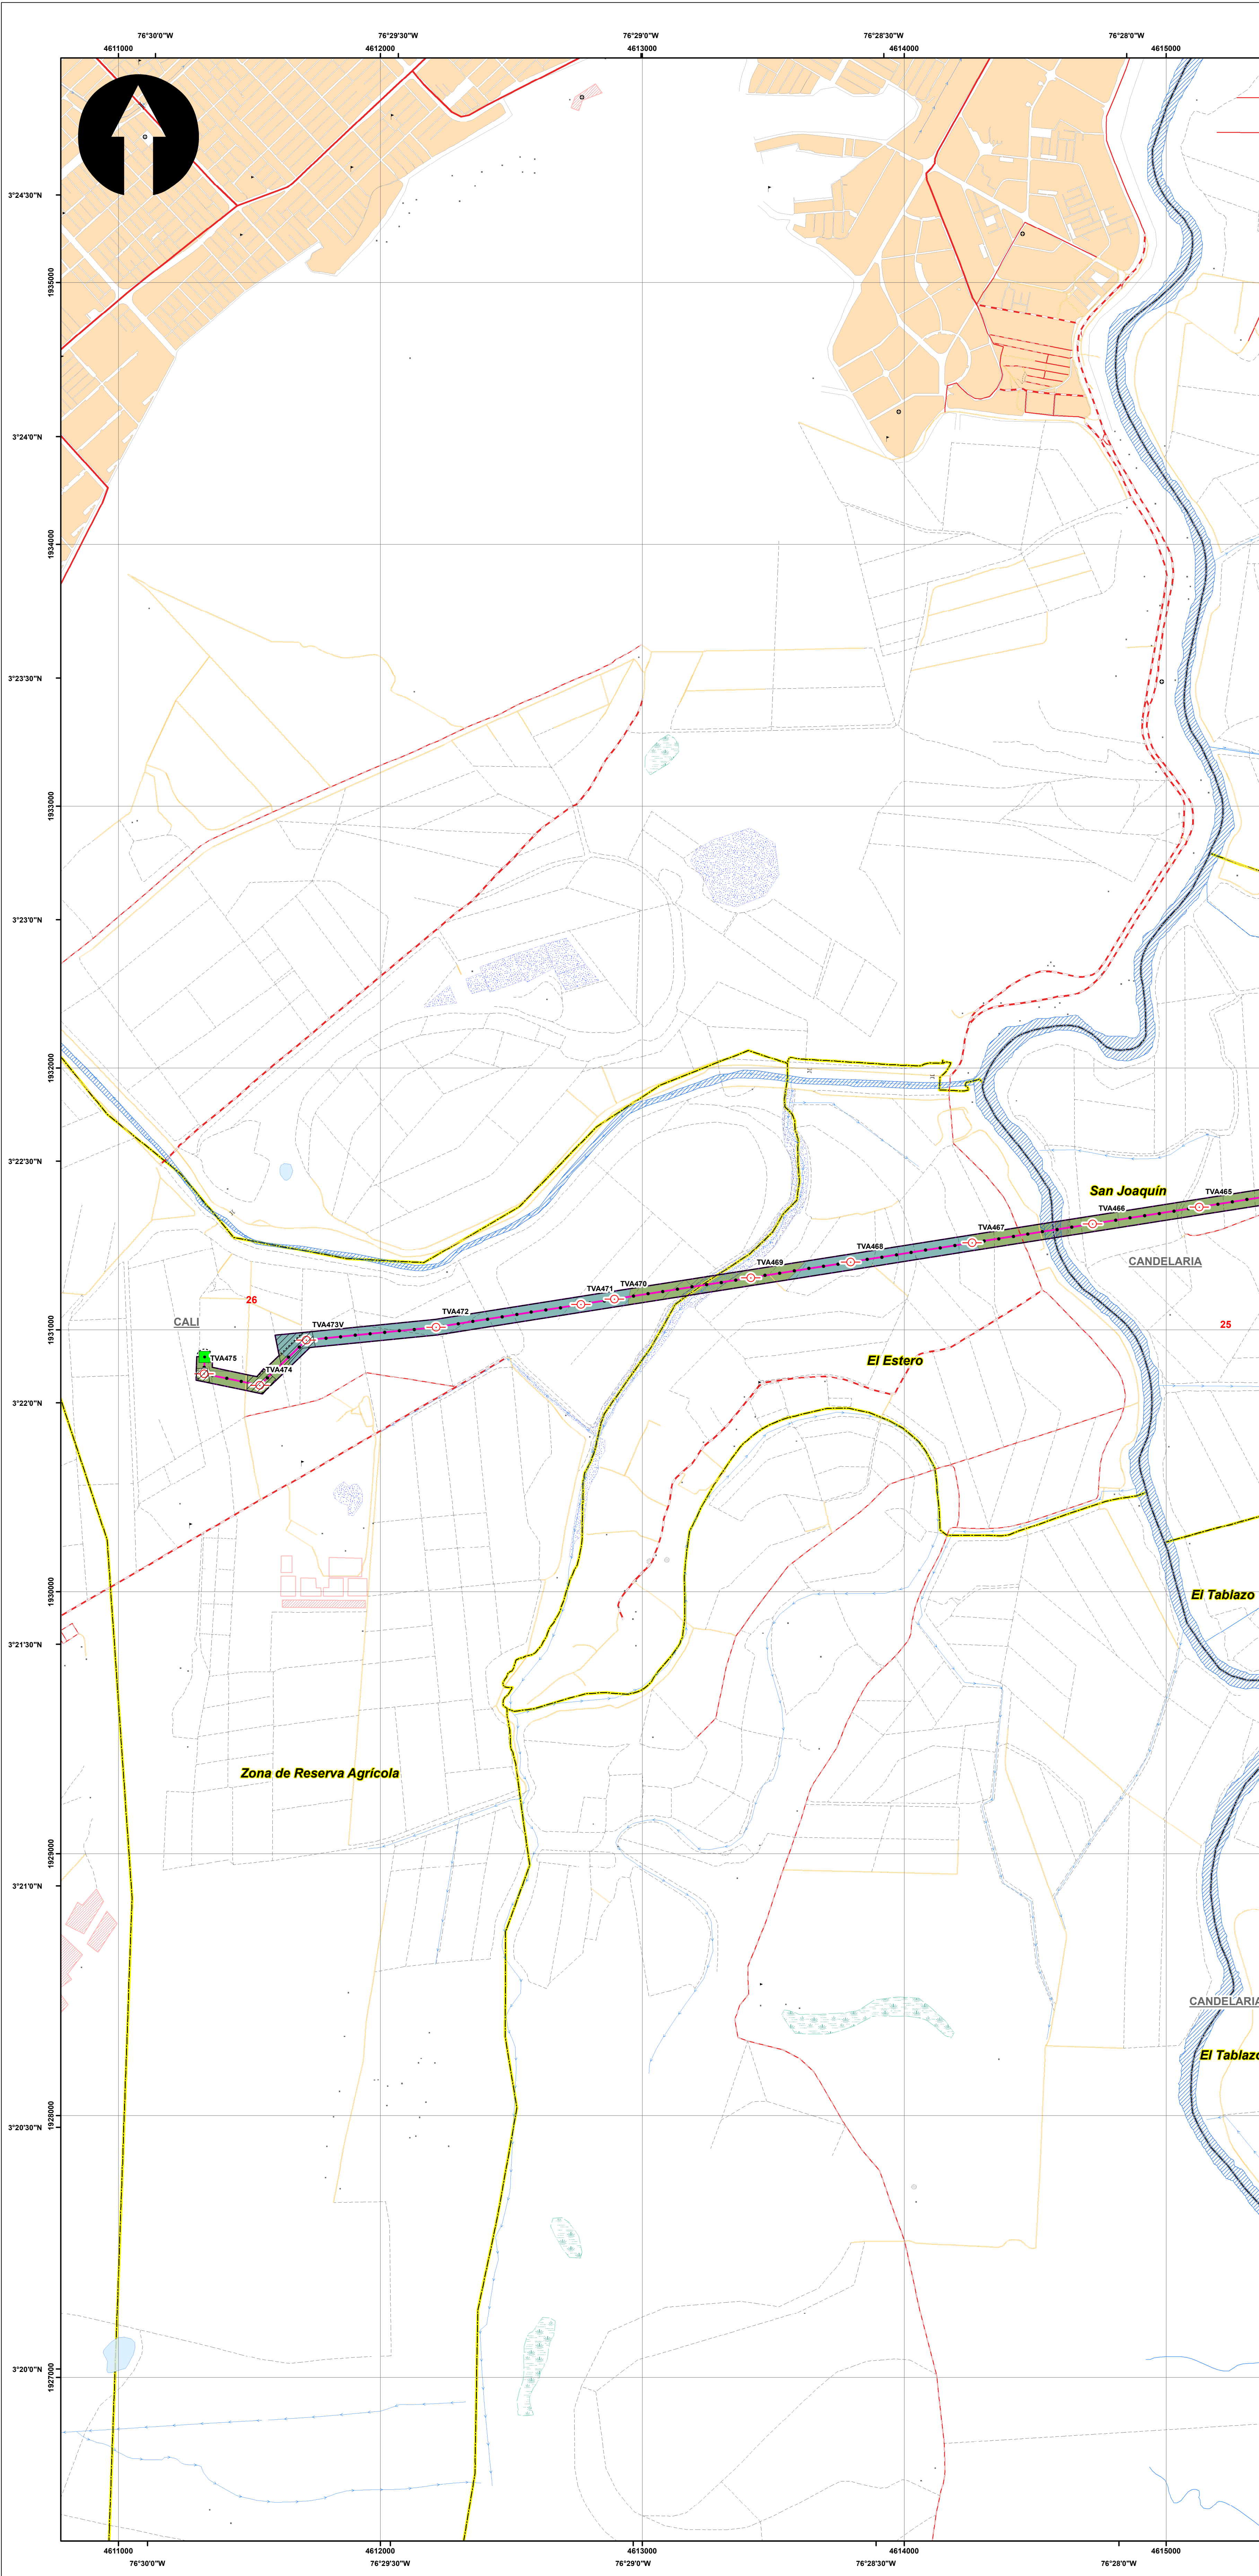 76°30'0"W 76°29'30"W 76°29'0"W 76°28'30"W 76°28'0"W
4611000 4612000 4613000 4614000 4615000
3°24'30"N
1935000
3°24'0"N
1934000
3°23'30"N
1933000
3°23'0"N
1932000
3°22'30"N
San Joaquín
TVA465
TVA466
TVA467
CANDELARIA
TVA468
TVA469
TVA471 TVA470
26
TVA472
CALI
TVA473V
25
1931000
TVA475
El Estero
TVA474
3°22'0"N
1930000
El Tablazo
3°21'30"N
Zona de Reserva Agrícola
1929000
3°21'0"N
CANDELARIA
El Tablazo
1928000
3°20'30"N
3°20'0"N
1927000
4611000 4612000 4613000 4614000 4615000
76°30'0"W 76°29'30"W 76°29'0"W 76°28'30"W 76°28'0"W